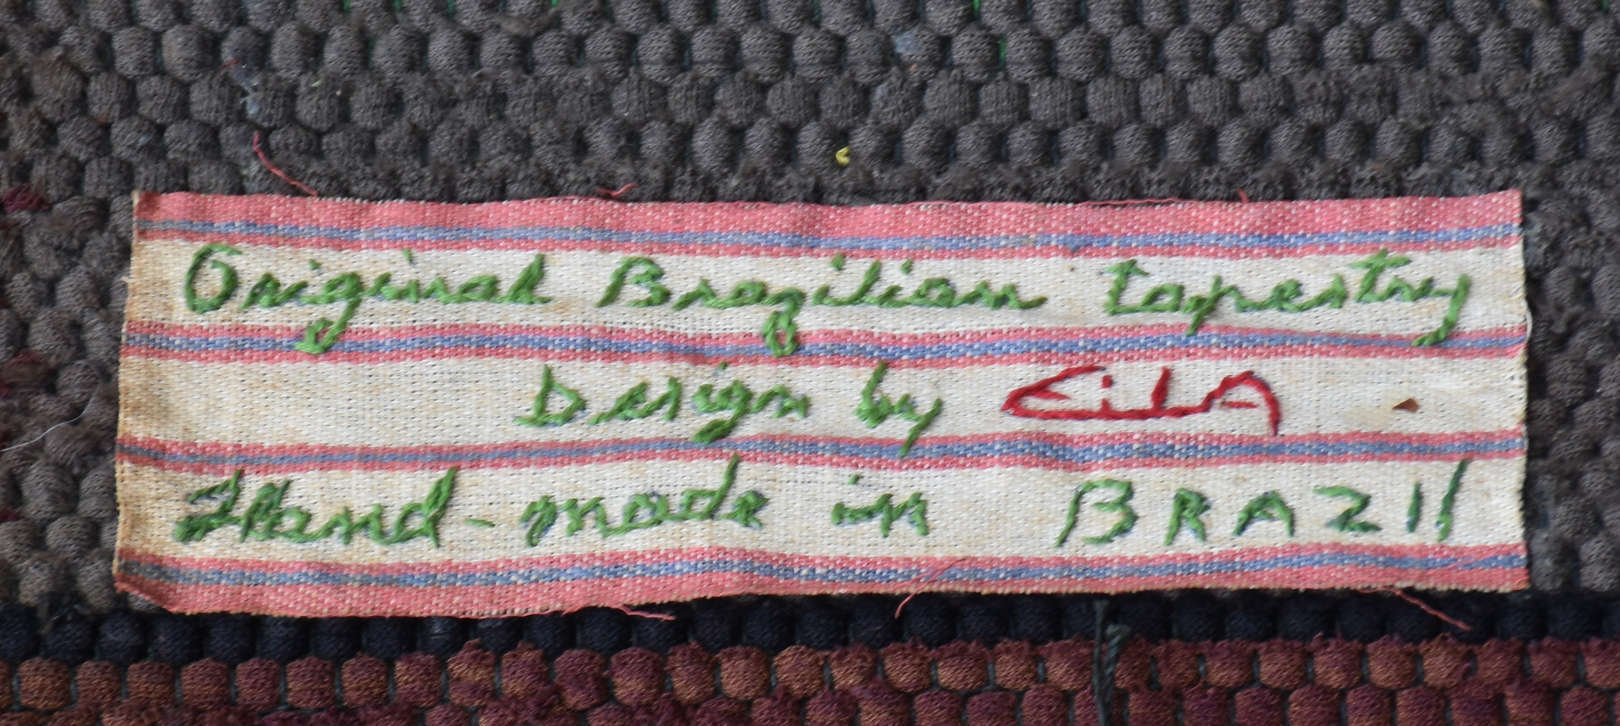 Original Brazilian tapestry
Design by EilA
Hand-made in BRAZIl